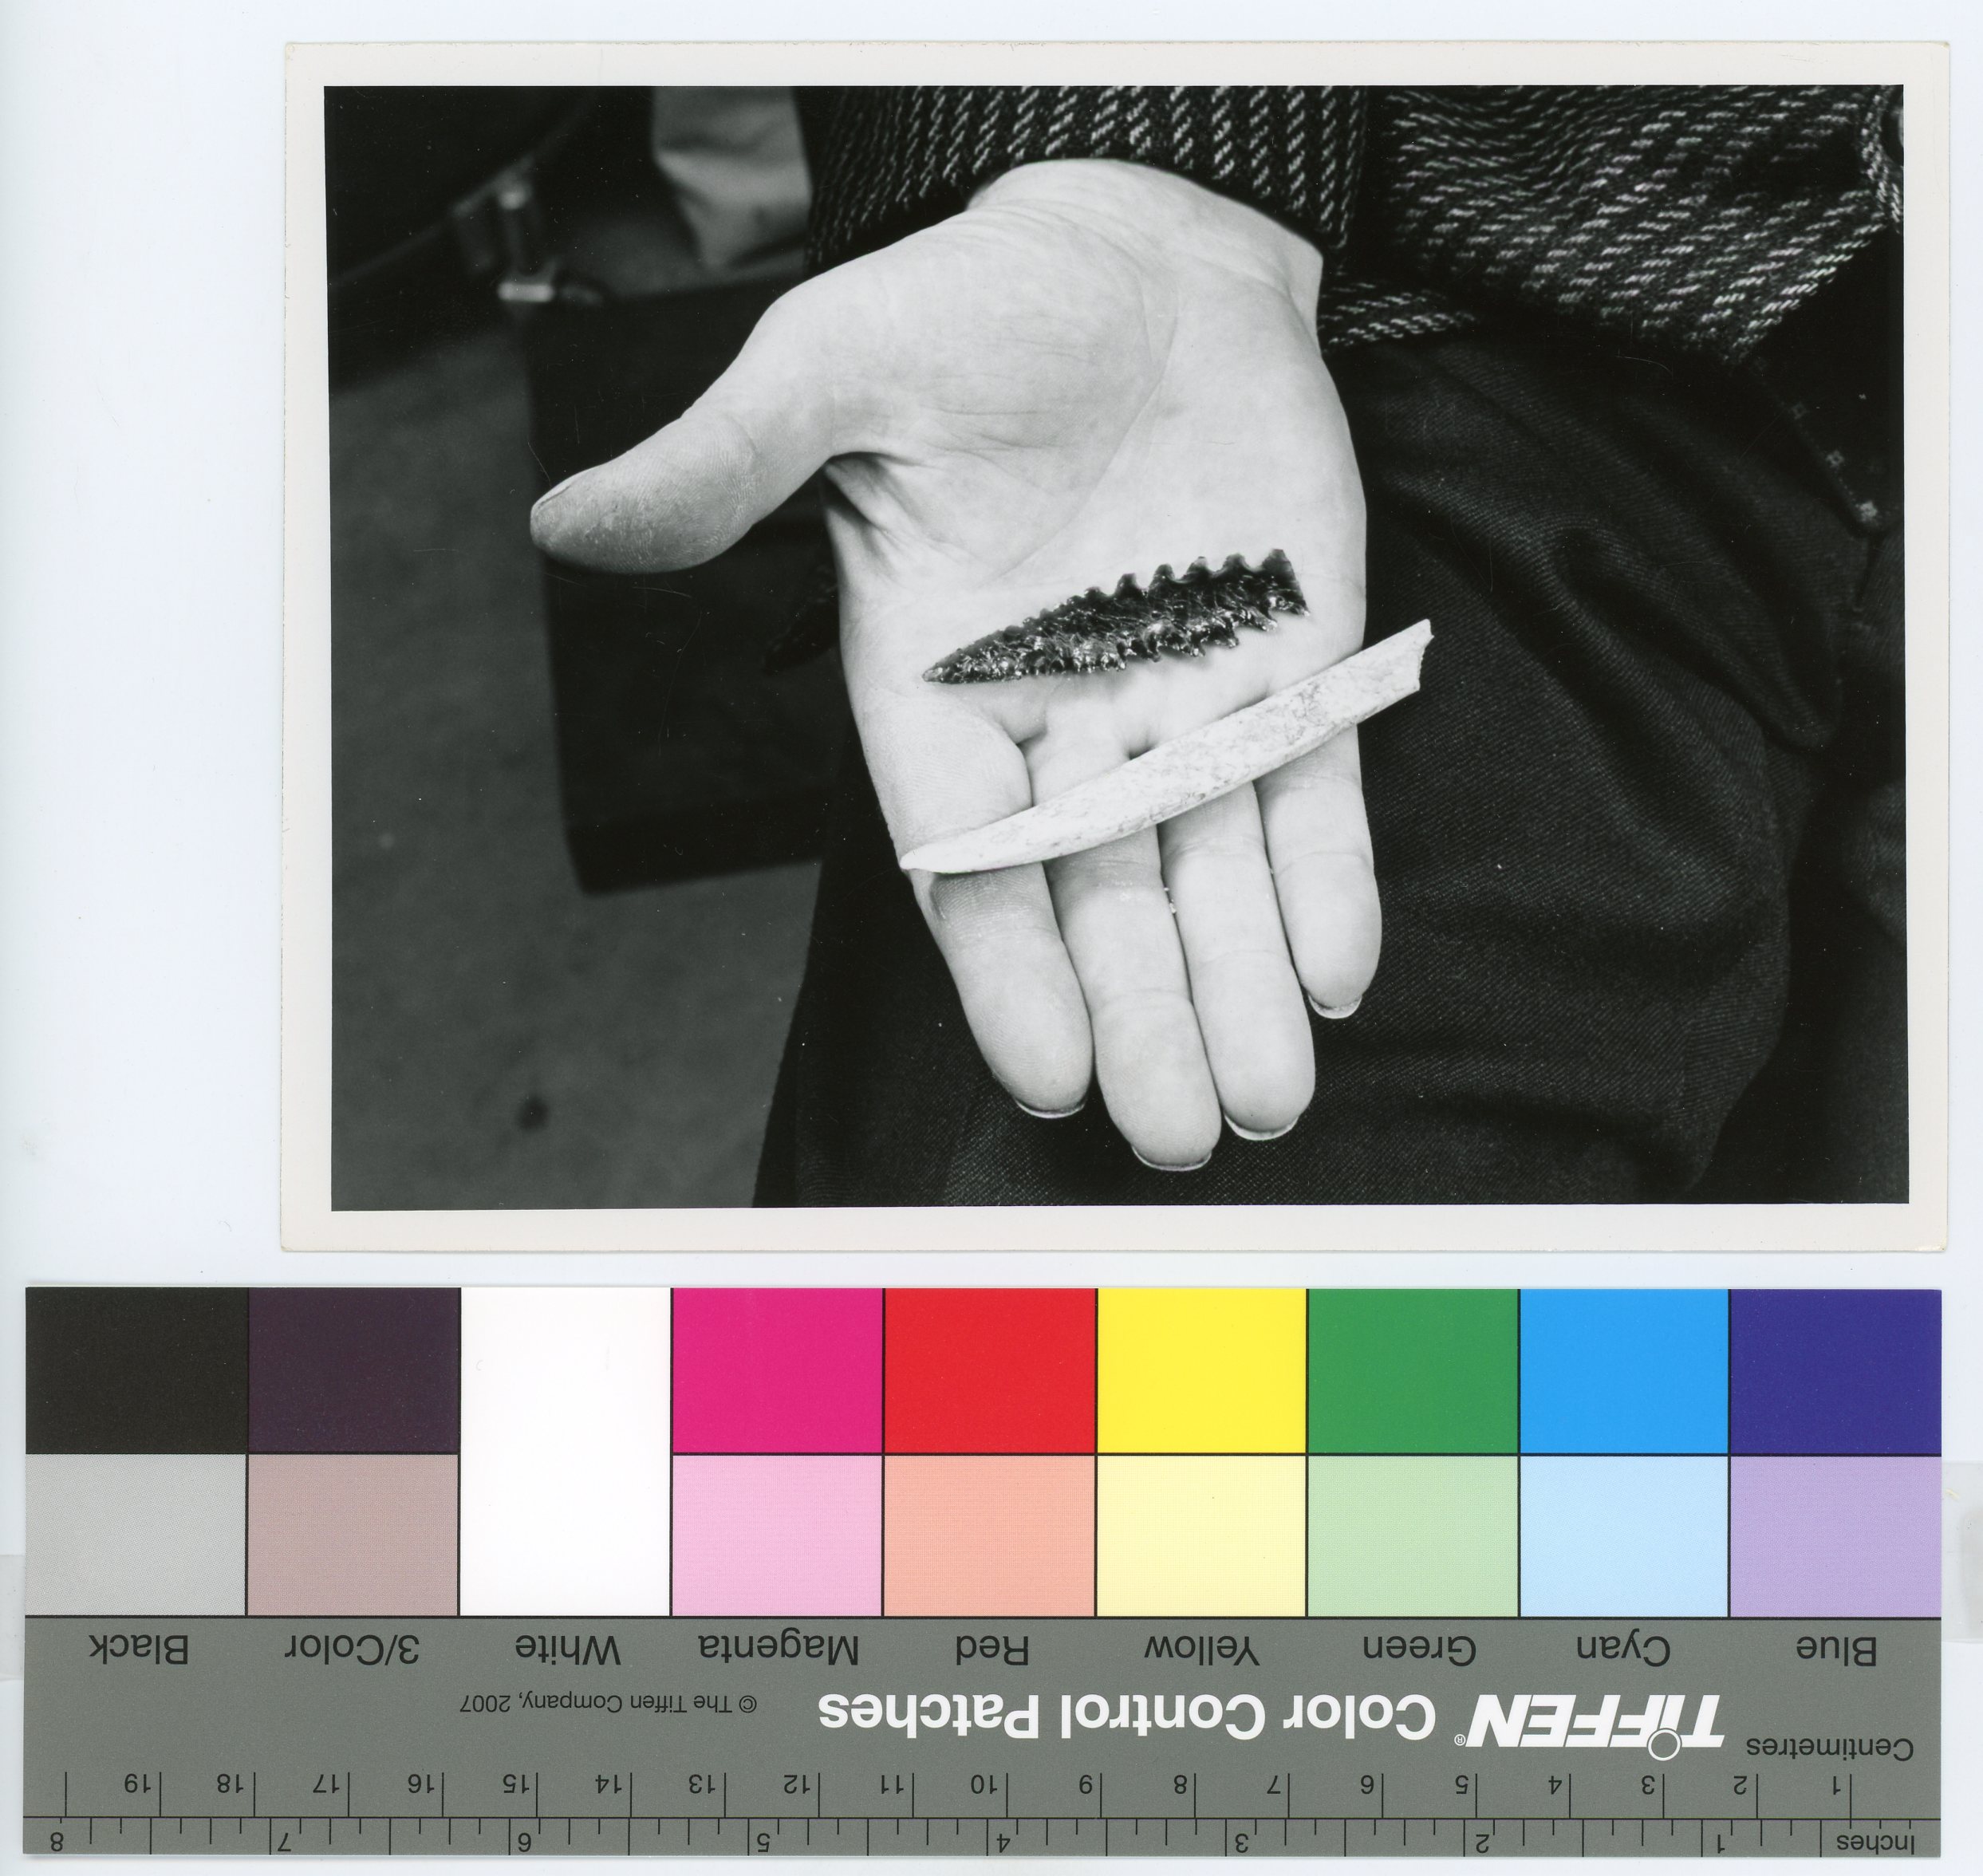 Inches 1 2 3 4 5 6 7 8
1 2 3 4 5 6 7 8 9 10 11 12 13 14 15 16 17 18 19
Centimetres
TIFFEN® Color Control Patches © The Tiffen Company, 2007
Blue Cyan Green Yellow Red Magenta White 3/Color Black